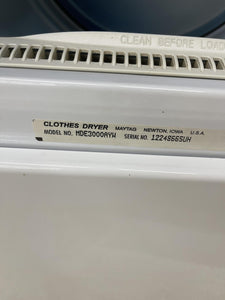 CLEAN BEFORE LOAD
CLOTHES DRYER MAYTAG NEWTON, IOWA U.S.A.
MODEL NO. MDE3000AYW SERIAL NO. 12248665UH